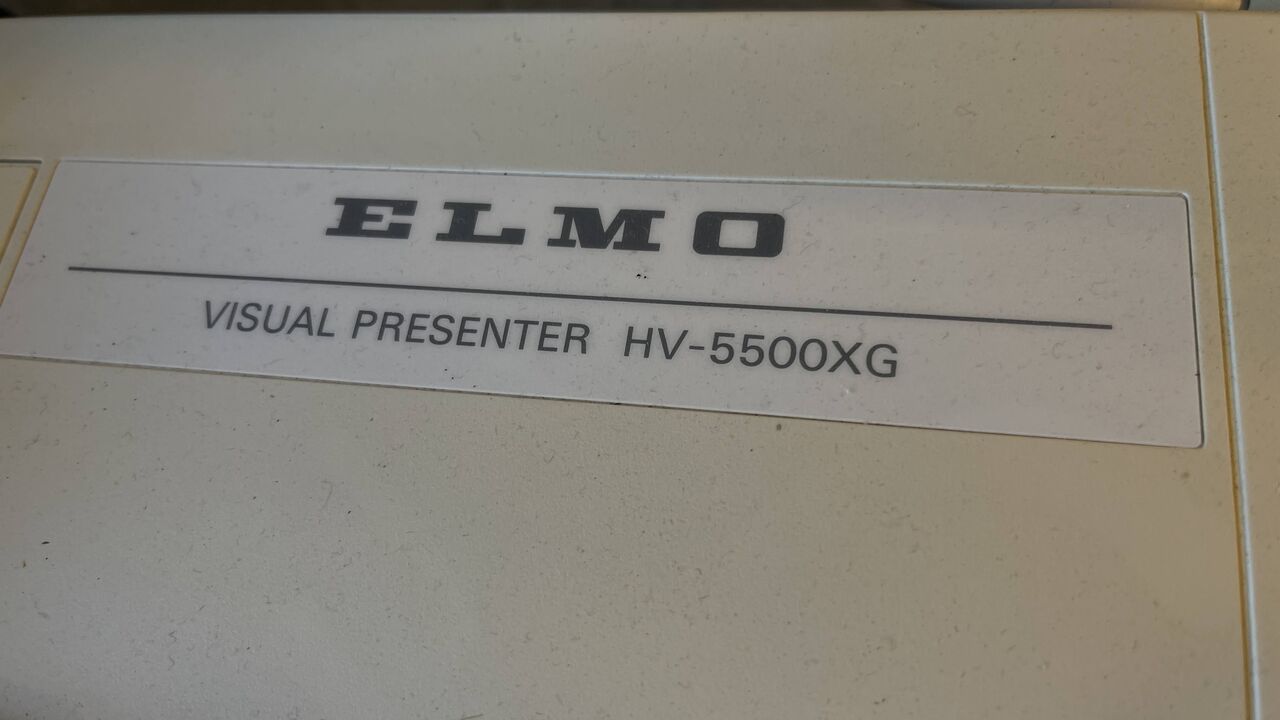 ELMO
VISUAL PRESENTER HV-5500XG